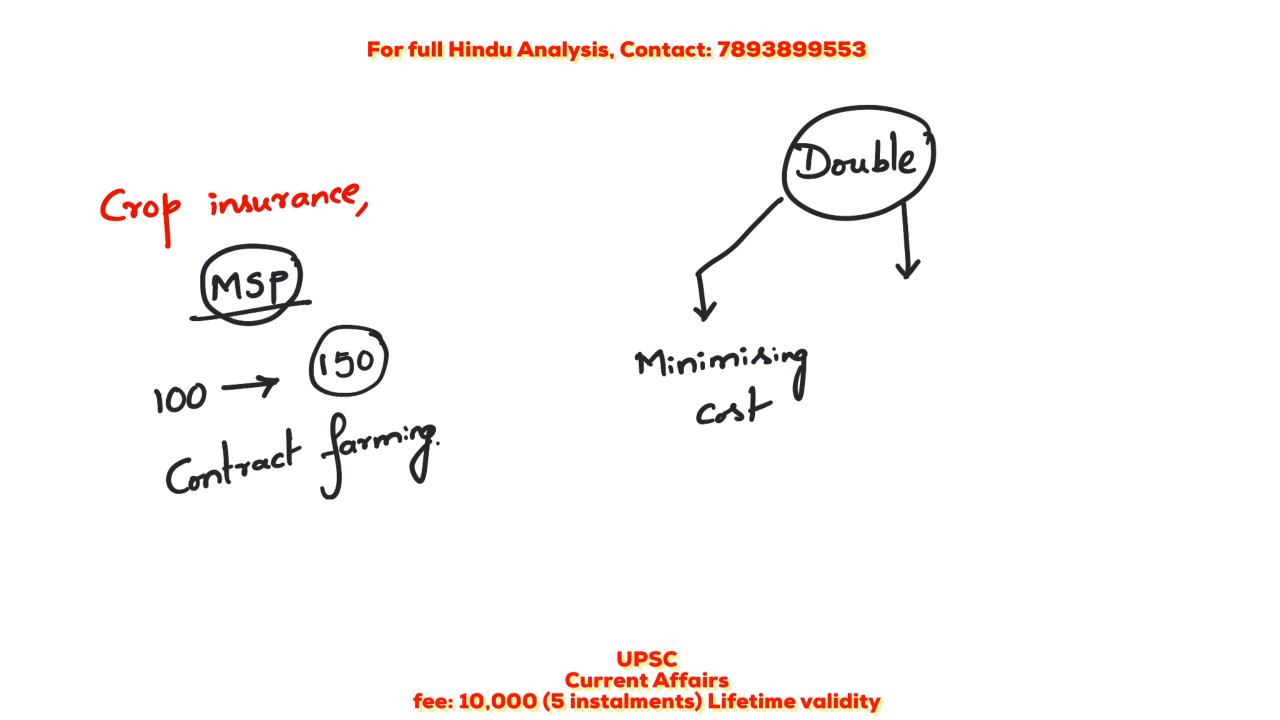 For full Hindu Analysis, Contact: 7893899553
Double
Crop insurance,
MSP
100 → 150
Contract farming.
Minimising
cost
UPSC
Current Affairs
fee: 10,000 (5 instalments) Lifetime validity